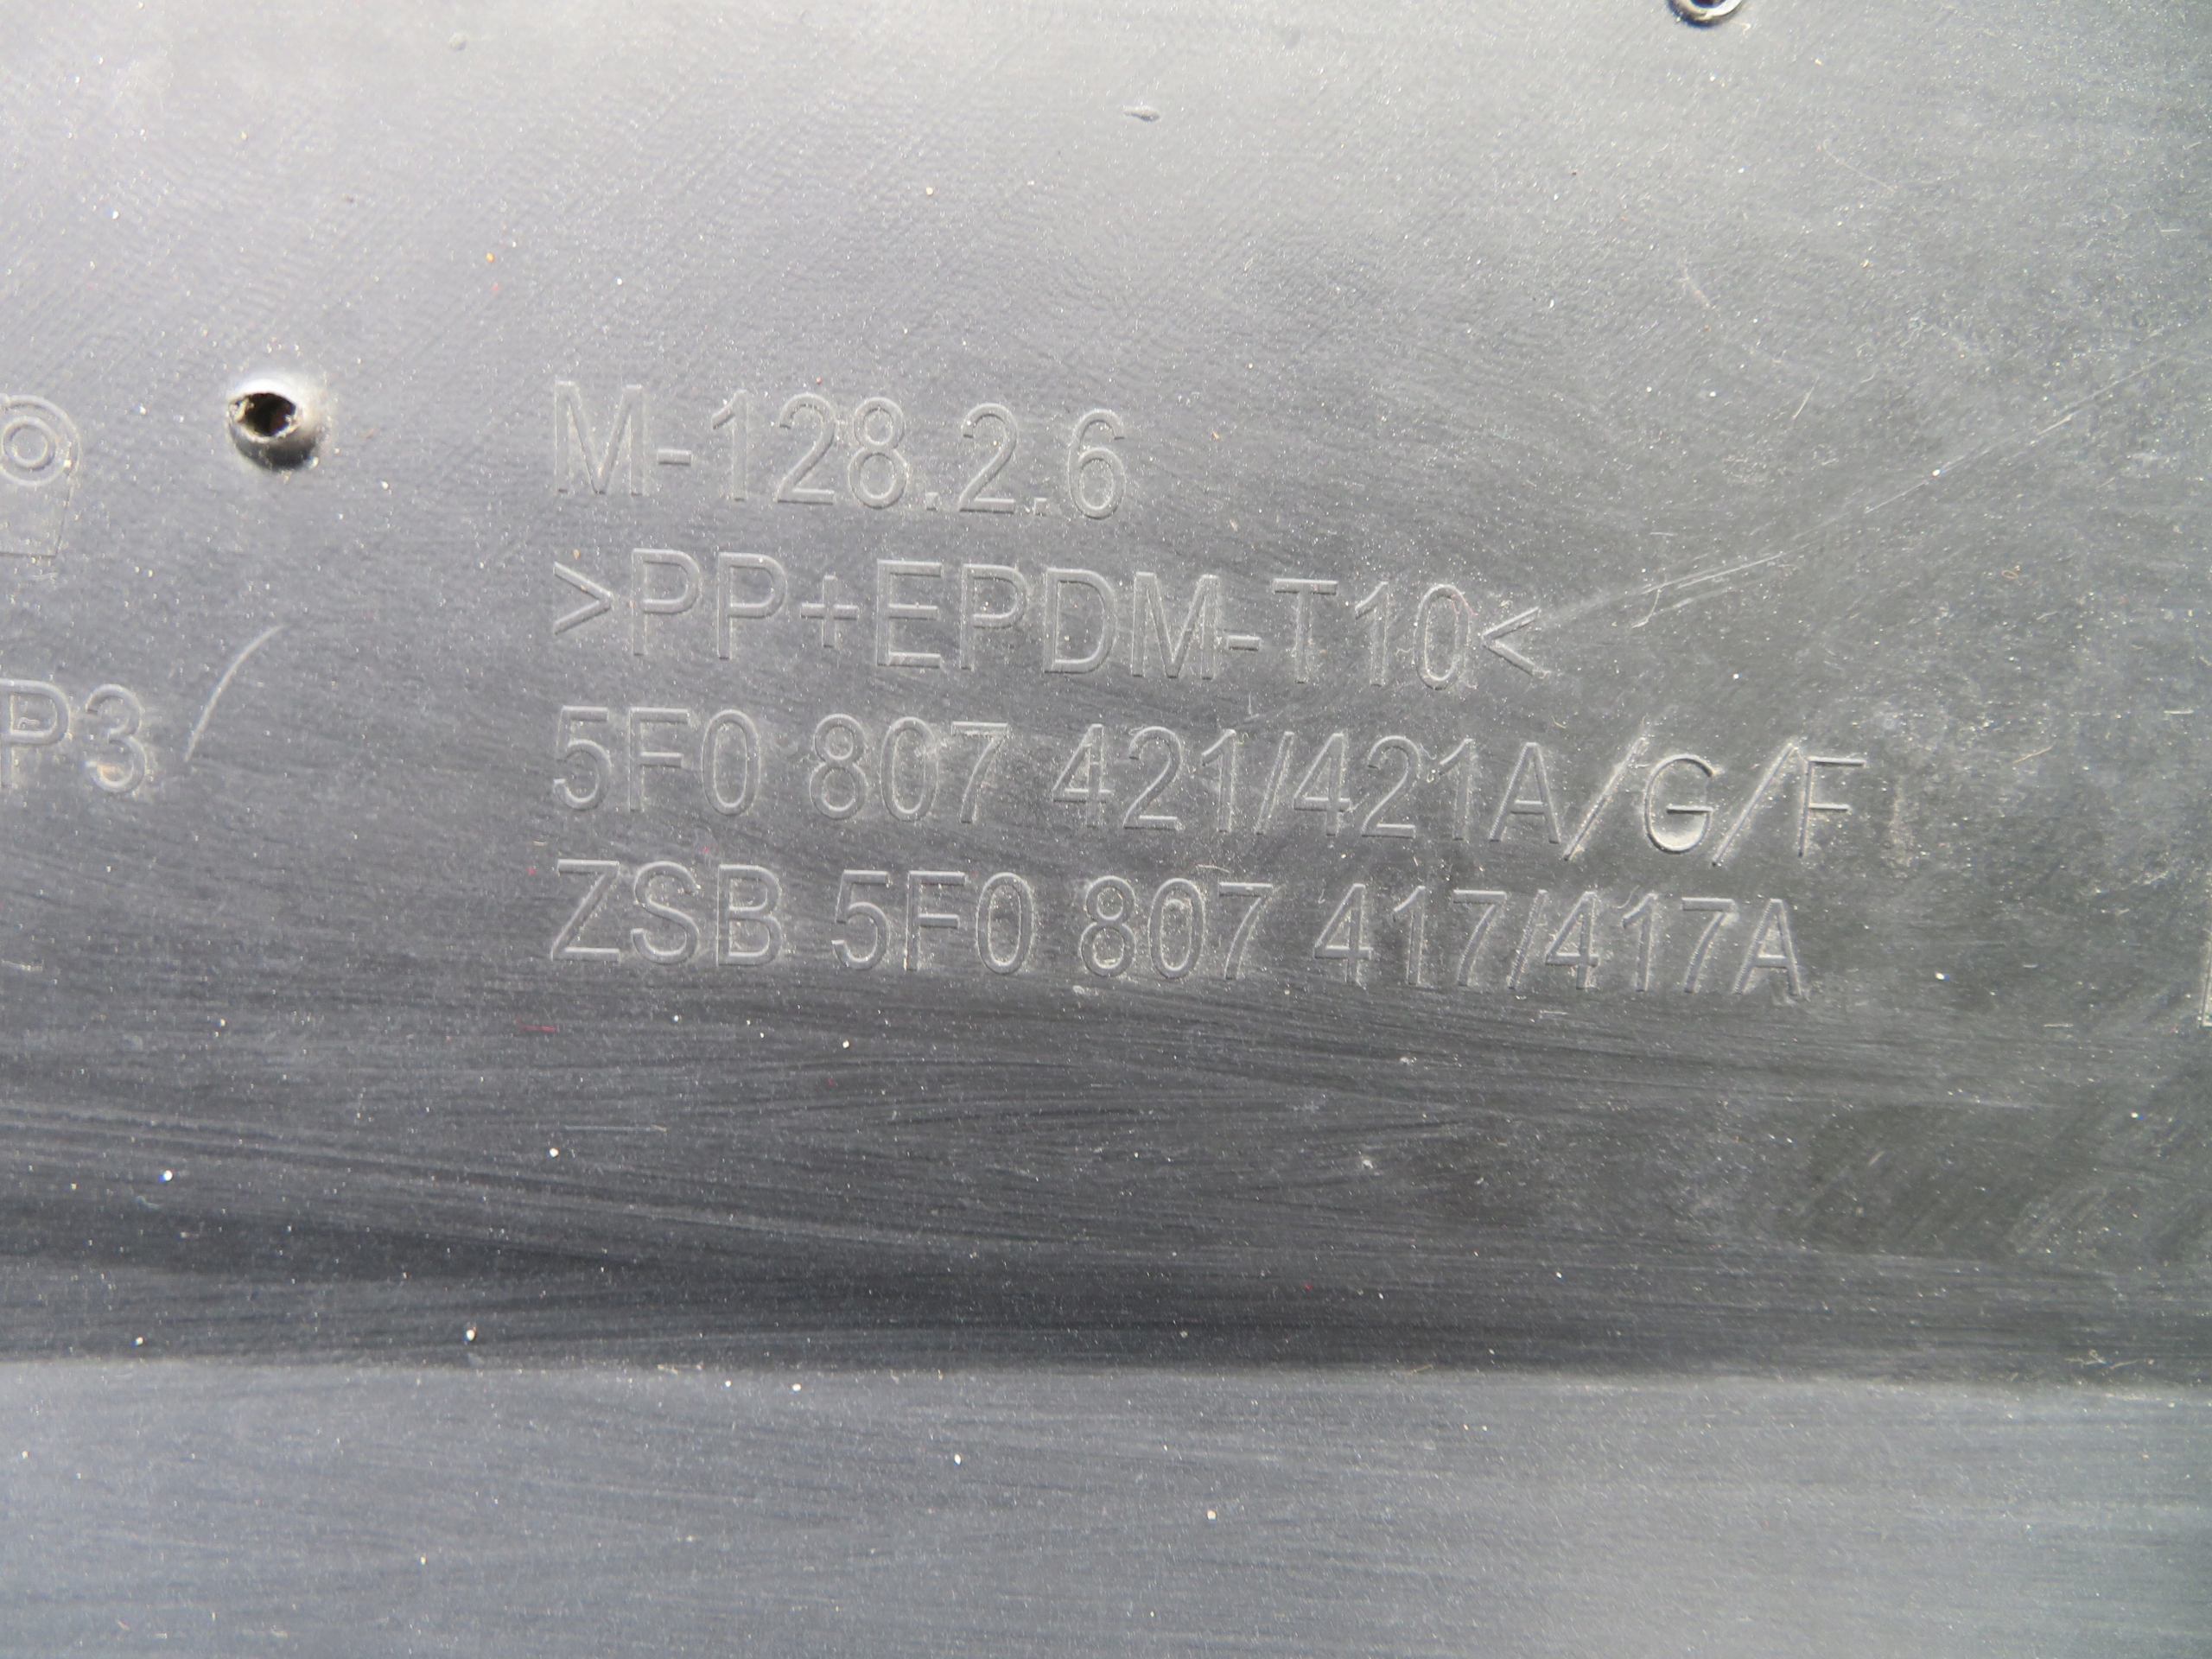 M-128.2.6
>PP+EPDM-T10<
P3
5F0 807 421/421A/G/F
ZSB 5F0 807 417/417A